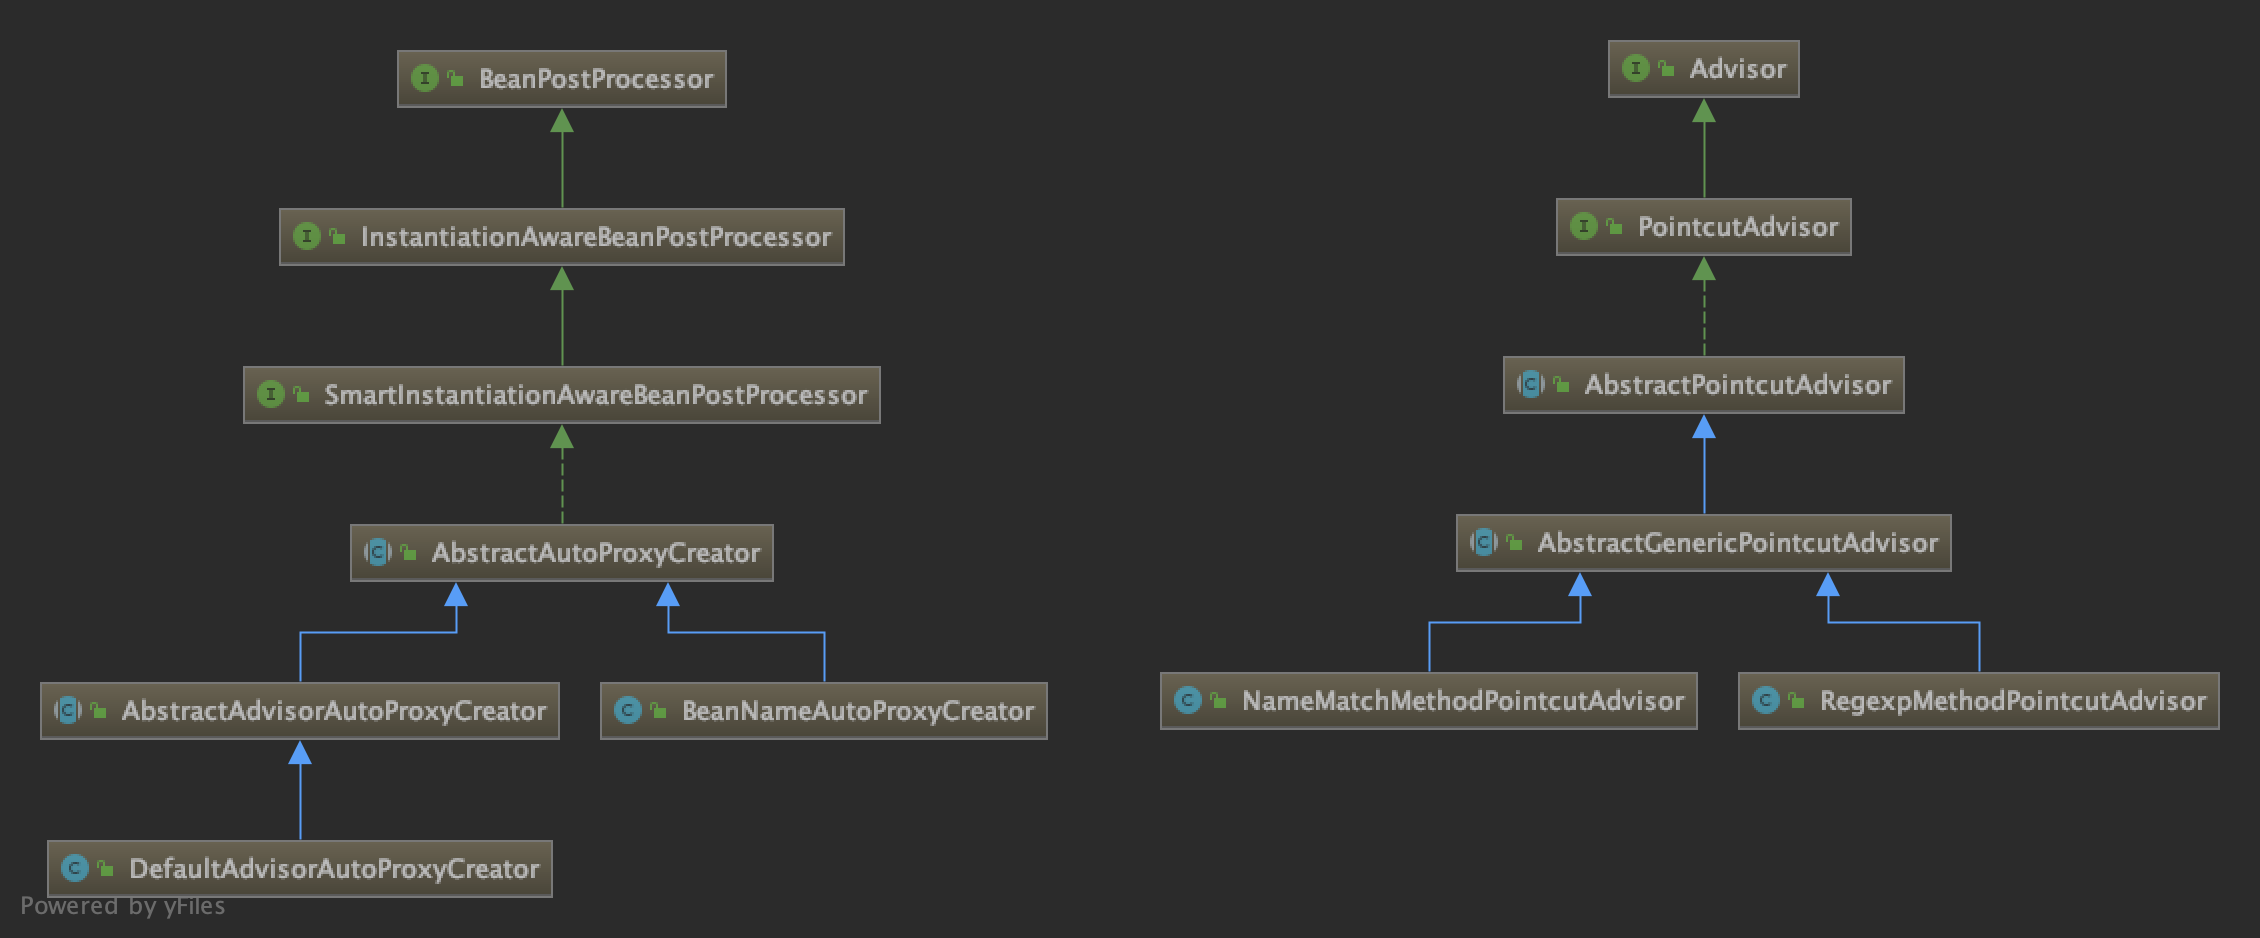 BeanPostProcessor
InstantiationAwareBeanPostProcessor
SmartInstantiationAwareBeanPostProcessor
AbstractAutoProxyCreator
AbstractAdvisorAutoProxyCreator
BeanNameAutoProxyCreator
DefaultAdvisorAutoProxyCreator
Powered by yFiles
Advisor
PointcutAdvisor
AbstractPointcutAdvisor
AbstractGenericPointcutAdvisor
NameMatchMethodPointcutAdvisor
RegexpMethodPointcutAdvisor